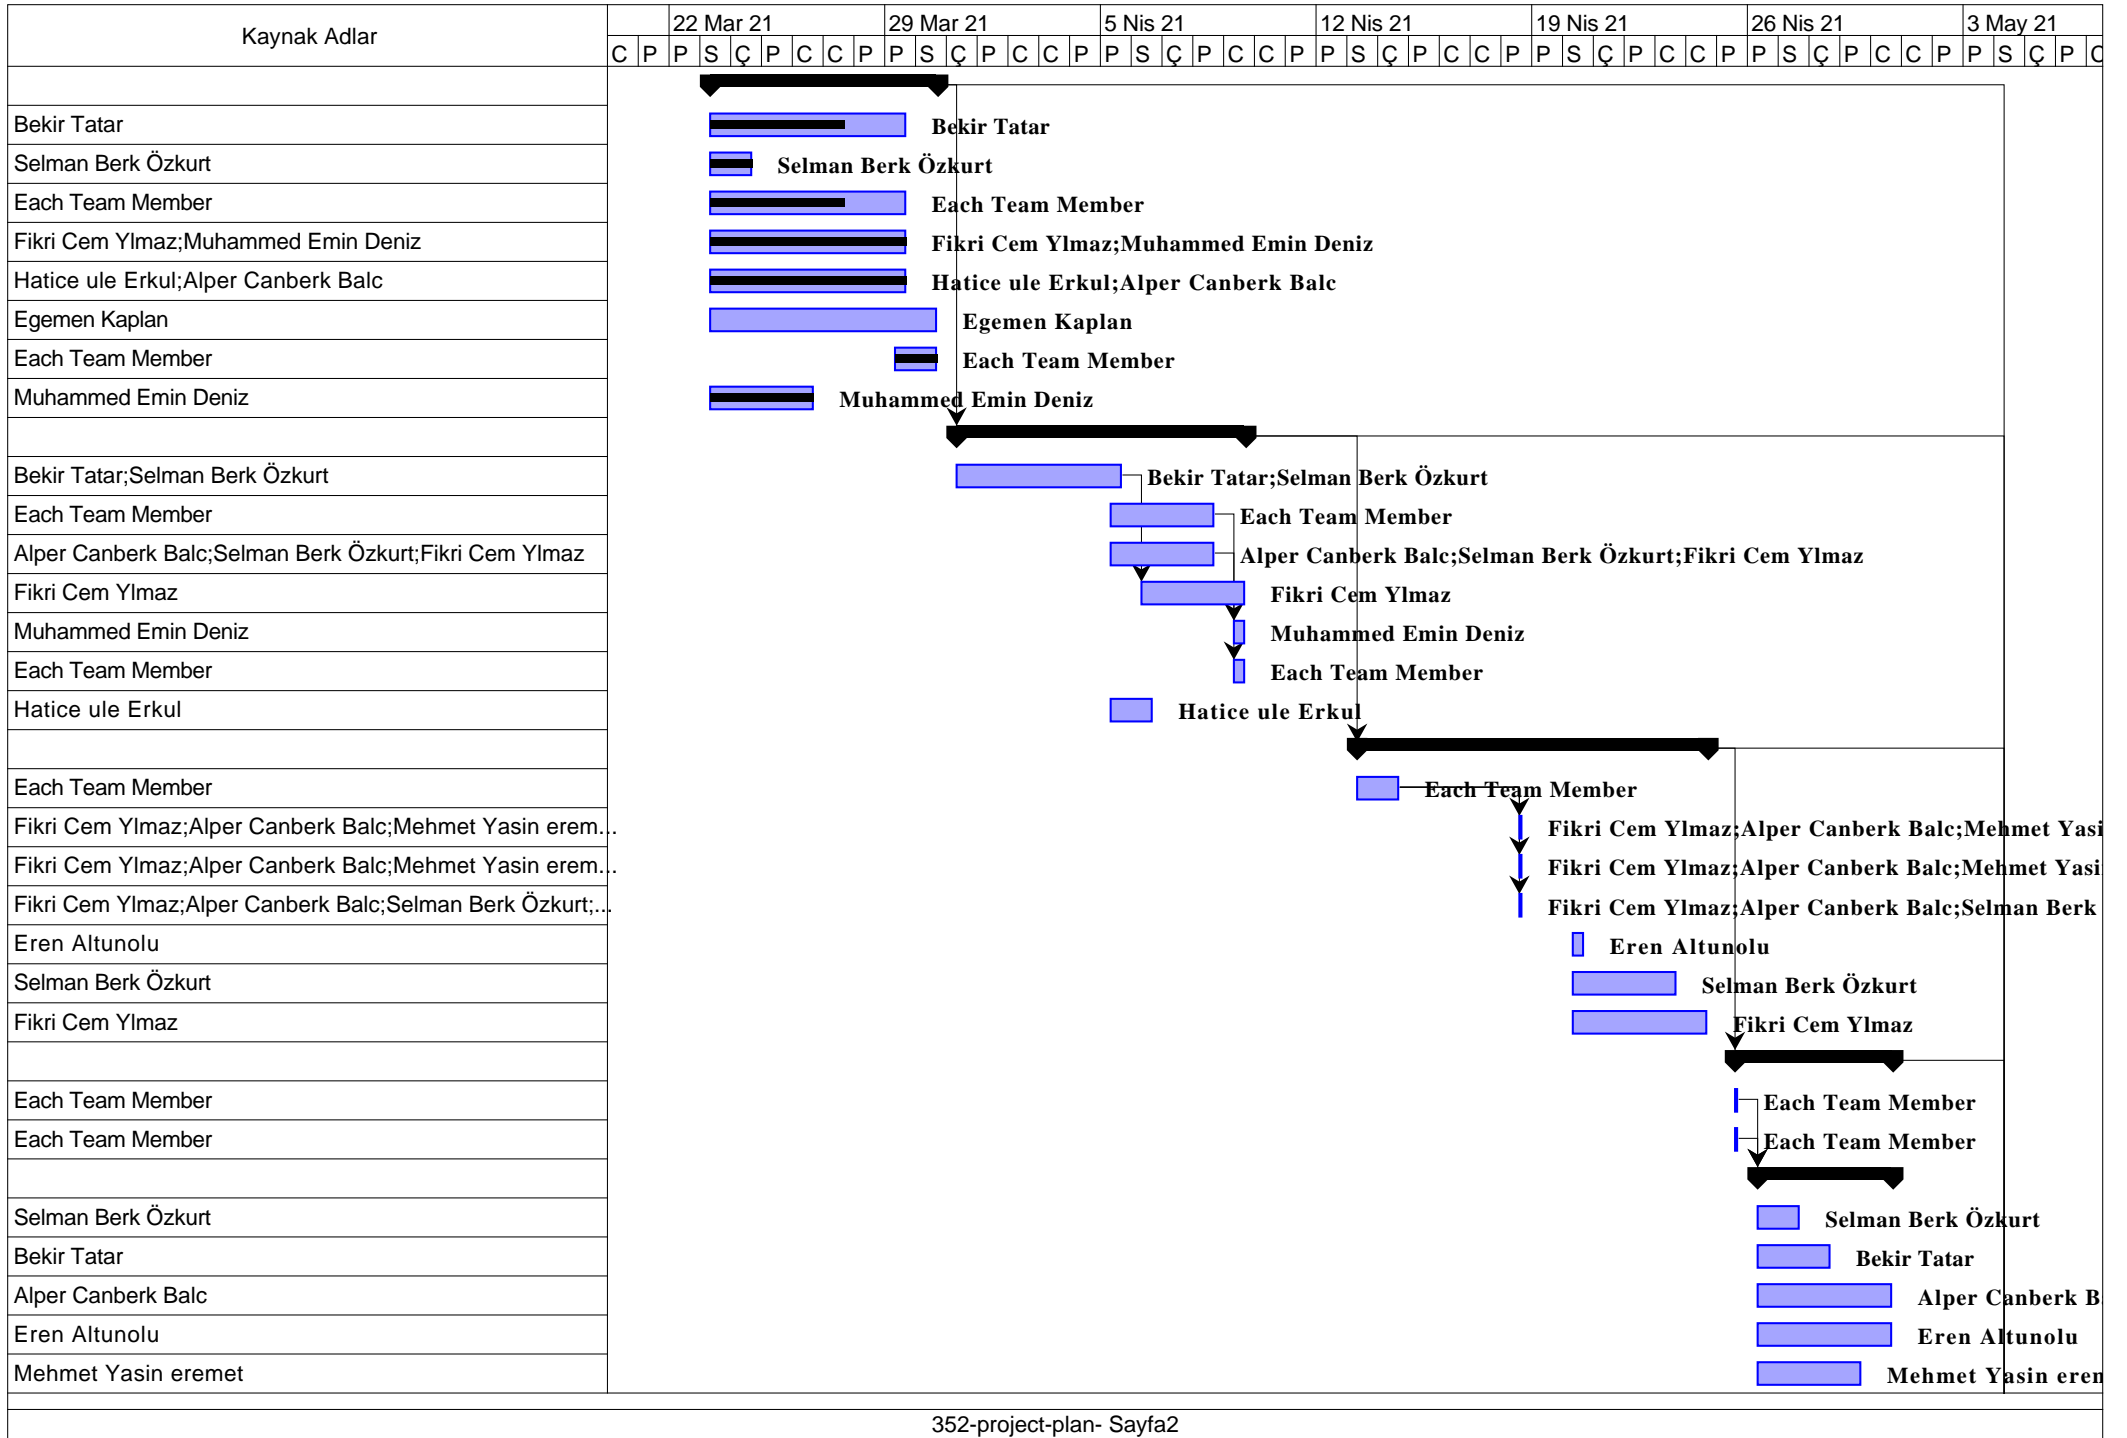 Kaynak Adlar
22 Mar 21 29 Mar 21 5 Nis 21 12 Nis 21 19 Nis 21 26 Nis 21 3 May 21
C P P S Ç P C C P P S Ç P C C P P S Ç P C C P P S Ç P C C P P S Ç P C C P P S Ç P C C P P S Ç P C
Bekir Tatar Bekir Tatar
Selman Berk Özkurt Selman Berk Özkurt
Each Team Member Each Team Member
Fikri Cem Ylmaz;Muhammed Emin Deniz Fikri Cem Ylmaz;Muhammed Emin Deniz
Hatice ule Erkul;Alper Canberk Balc Hatice ule Erkul;Alper Canberk Balc
Egemen Kaplan Egemen Kaplan
Each Team Member Each Team Member
Muhammed Emin Deniz Muhammed Emin Deniz
Bekir Tatar;Selman Berk Özkurt Bekir Tatar;Selman Berk Özkurt
Each Team Member Each Team Member
Alper Canberk Balc;Selman Berk Özkurt;Fikri Cem Ylmaz Alper Canberk Balc;Selman Berk Özkurt;Fikri Cem Ylmaz
Fikri Cem Ylmaz Fikri Cem Ylmaz
Muhammed Emin Deniz Muhammed Emin Deniz
Each Team Member Each Team Member
Hatice ule Erkul Hatice ule Erkul
Each Team Member Each Team Member
Fikri Cem Ylmaz;Alper Canberk Balc;Mehmet Yasin erem... Fikri Cem Ylmaz;Alper Canberk Balc;Mehmet Yasi
Fikri Cem Ylmaz;Alper Canberk Balc;Mehmet Yasin erem... Fikri Cem Ylmaz;Alper Canberk Balc;Mehmet Yasi
Fikri Cem Ylmaz;Alper Canberk Balc;Selman Berk Özkurt;... Fikri Cem Ylmaz;Alper Canberk Balc;Selman Berk
Eren Altunolu Eren Altunolu
Selman Berk Özkurt Selman Berk Özkurt
Fikri Cem Ylmaz Fikri Cem Ylmaz
Each Team Member Each Team Member
Each Team Member Each Team Member
Selman Berk Özkurt Selman Berk Özkurt
Bekir Tatar Bekir Tatar
Alper Canberk Balc Alper Canberk B
Eren Altunolu Eren Altunolu
Mehmet Yasin eremet Mehmet Yasin erem
352-project-plan- Sayfa2